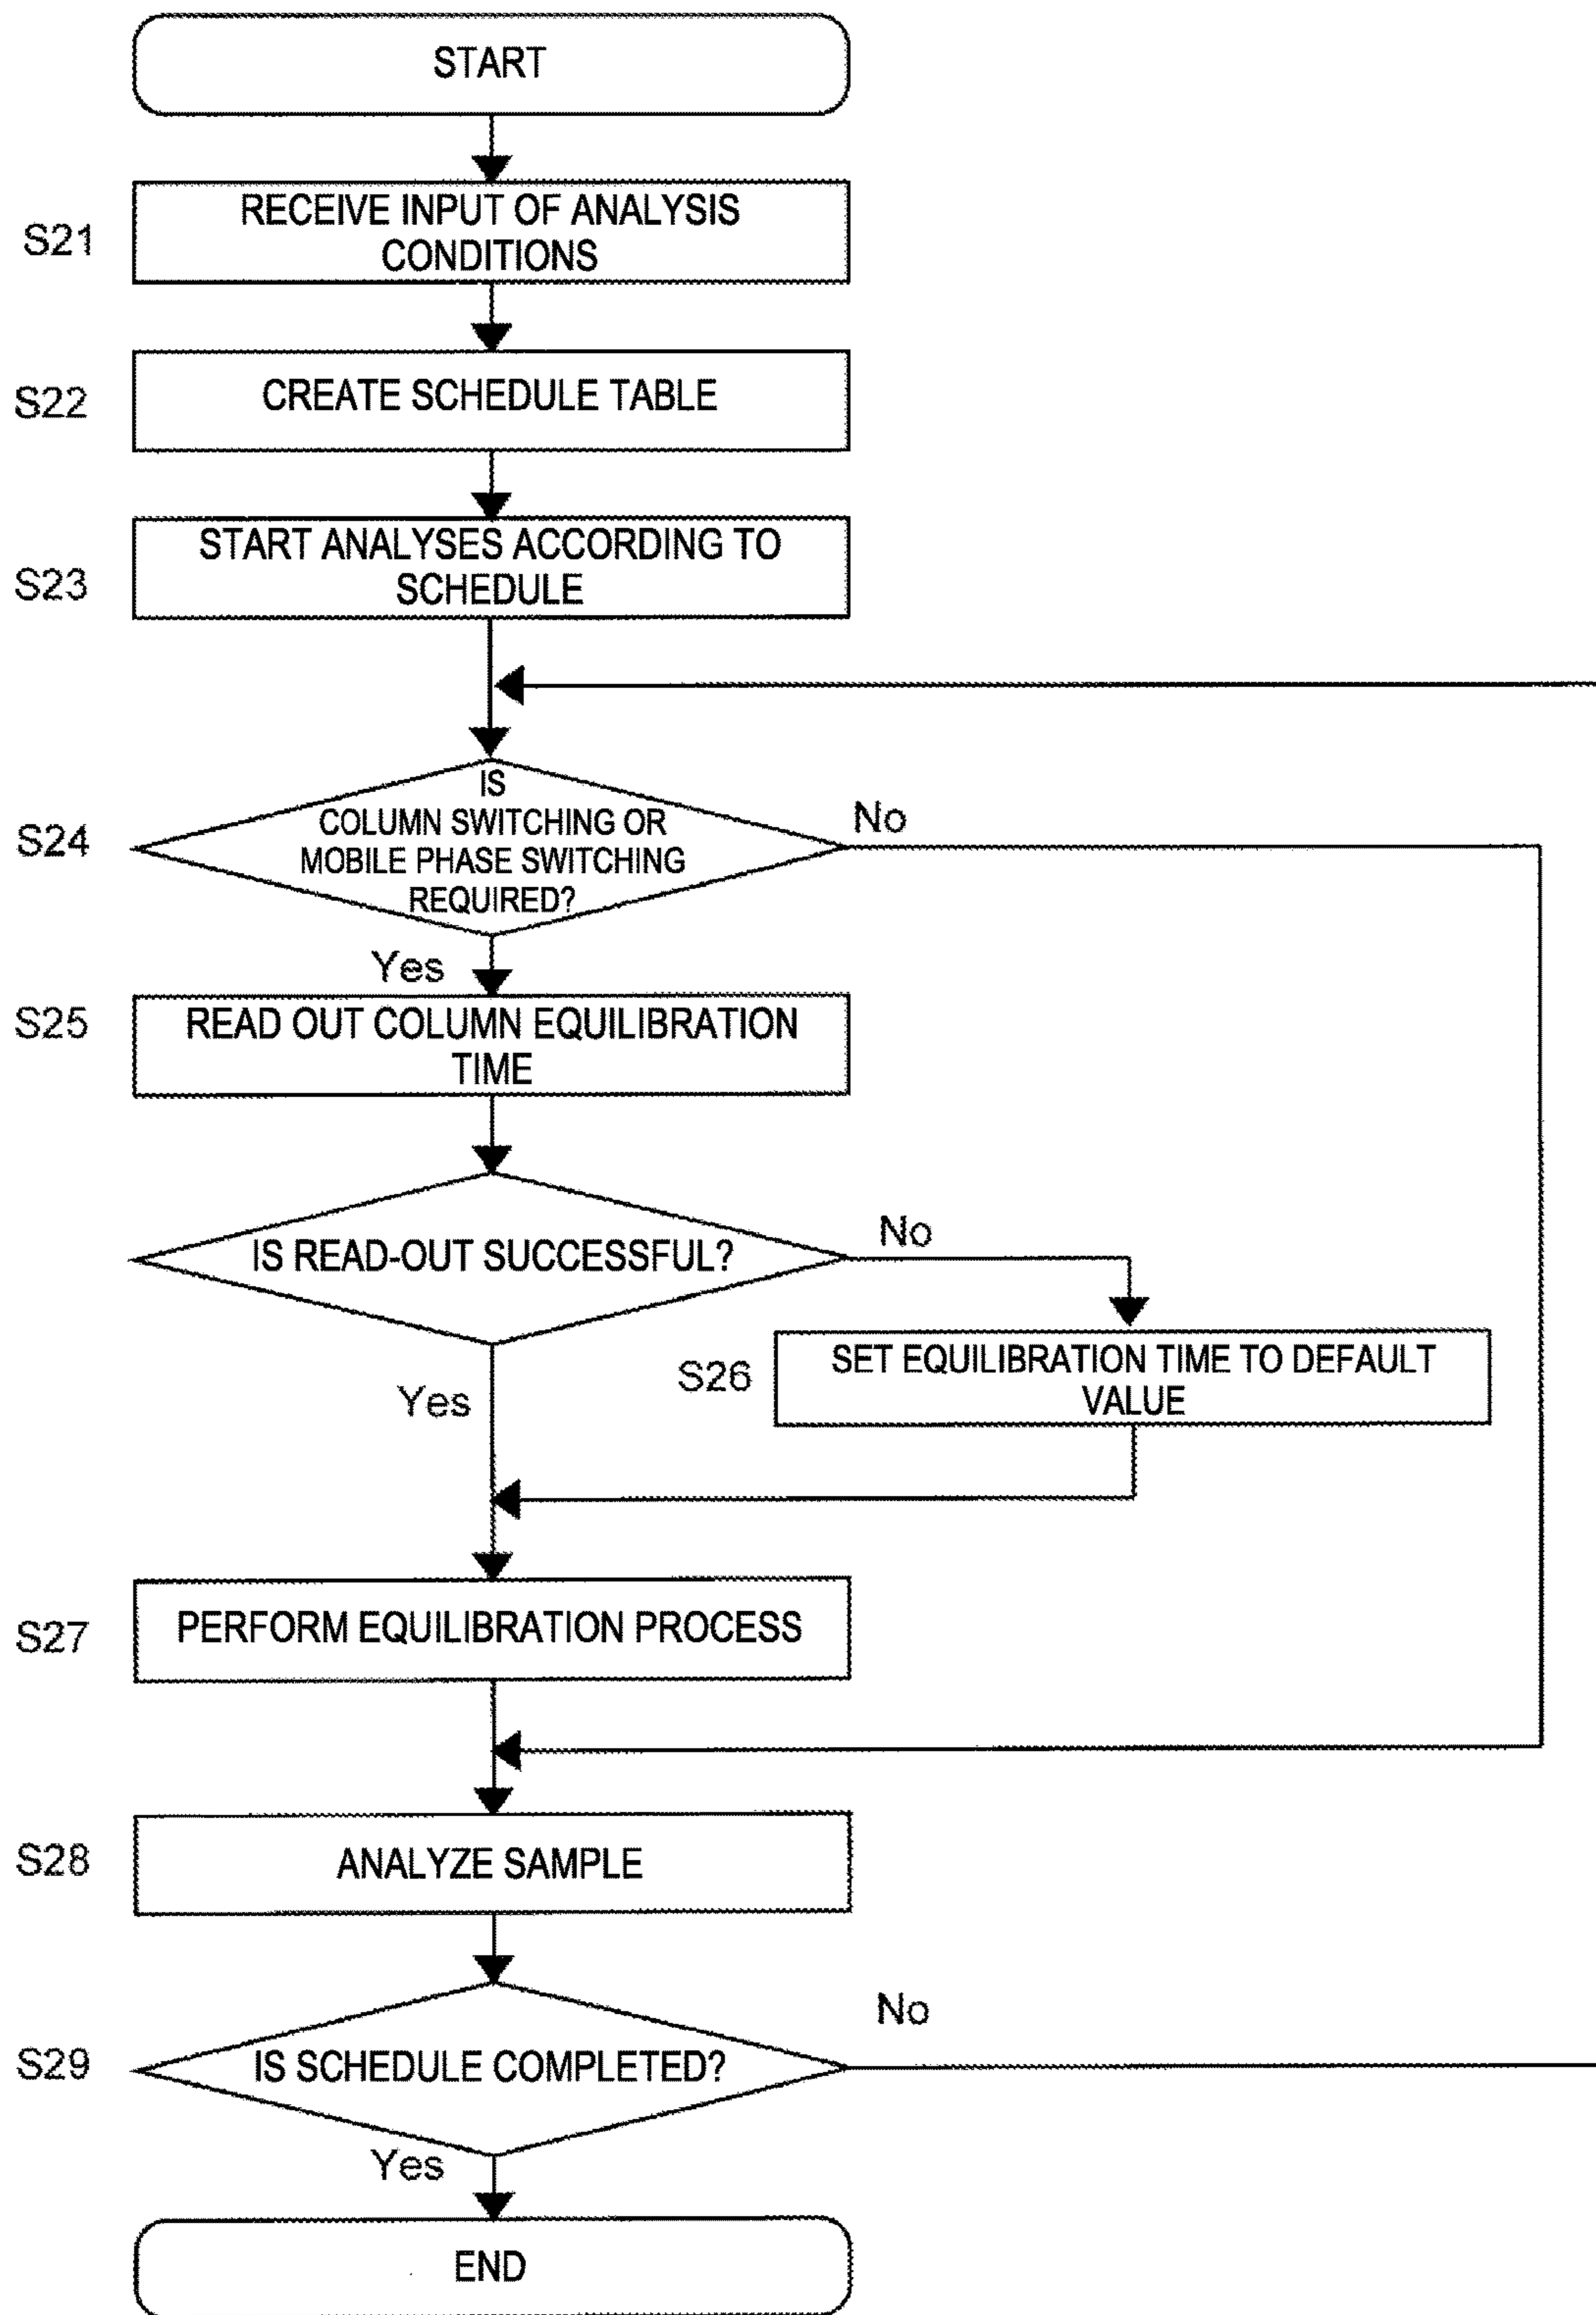 START
S21
RECEIVE INPUT OF ANALYSIS
CONDITIONS
S22
CREATE SCHEDULE TABLE
S23
START ANALYSES ACCORDING TO
SCHEDULE
S24
IS
COLUMN SWITCHING OR
MOBILE PHASE SWITCHING
REQUIRED?
No
Yes
S25
READ OUT COLUMN EQUILIBRATION
TIME
IS READ-OUT SUCCESSFUL?
No
S26
SET EQUILIBRATION TIME TO DEFAULT
VALUE
Yes
S27
PERFORM EQUILIBRATION PROCESS
S28
ANALYZE SAMPLE
S29
IS SCHEDULE COMPLETED?
No
Yes
END